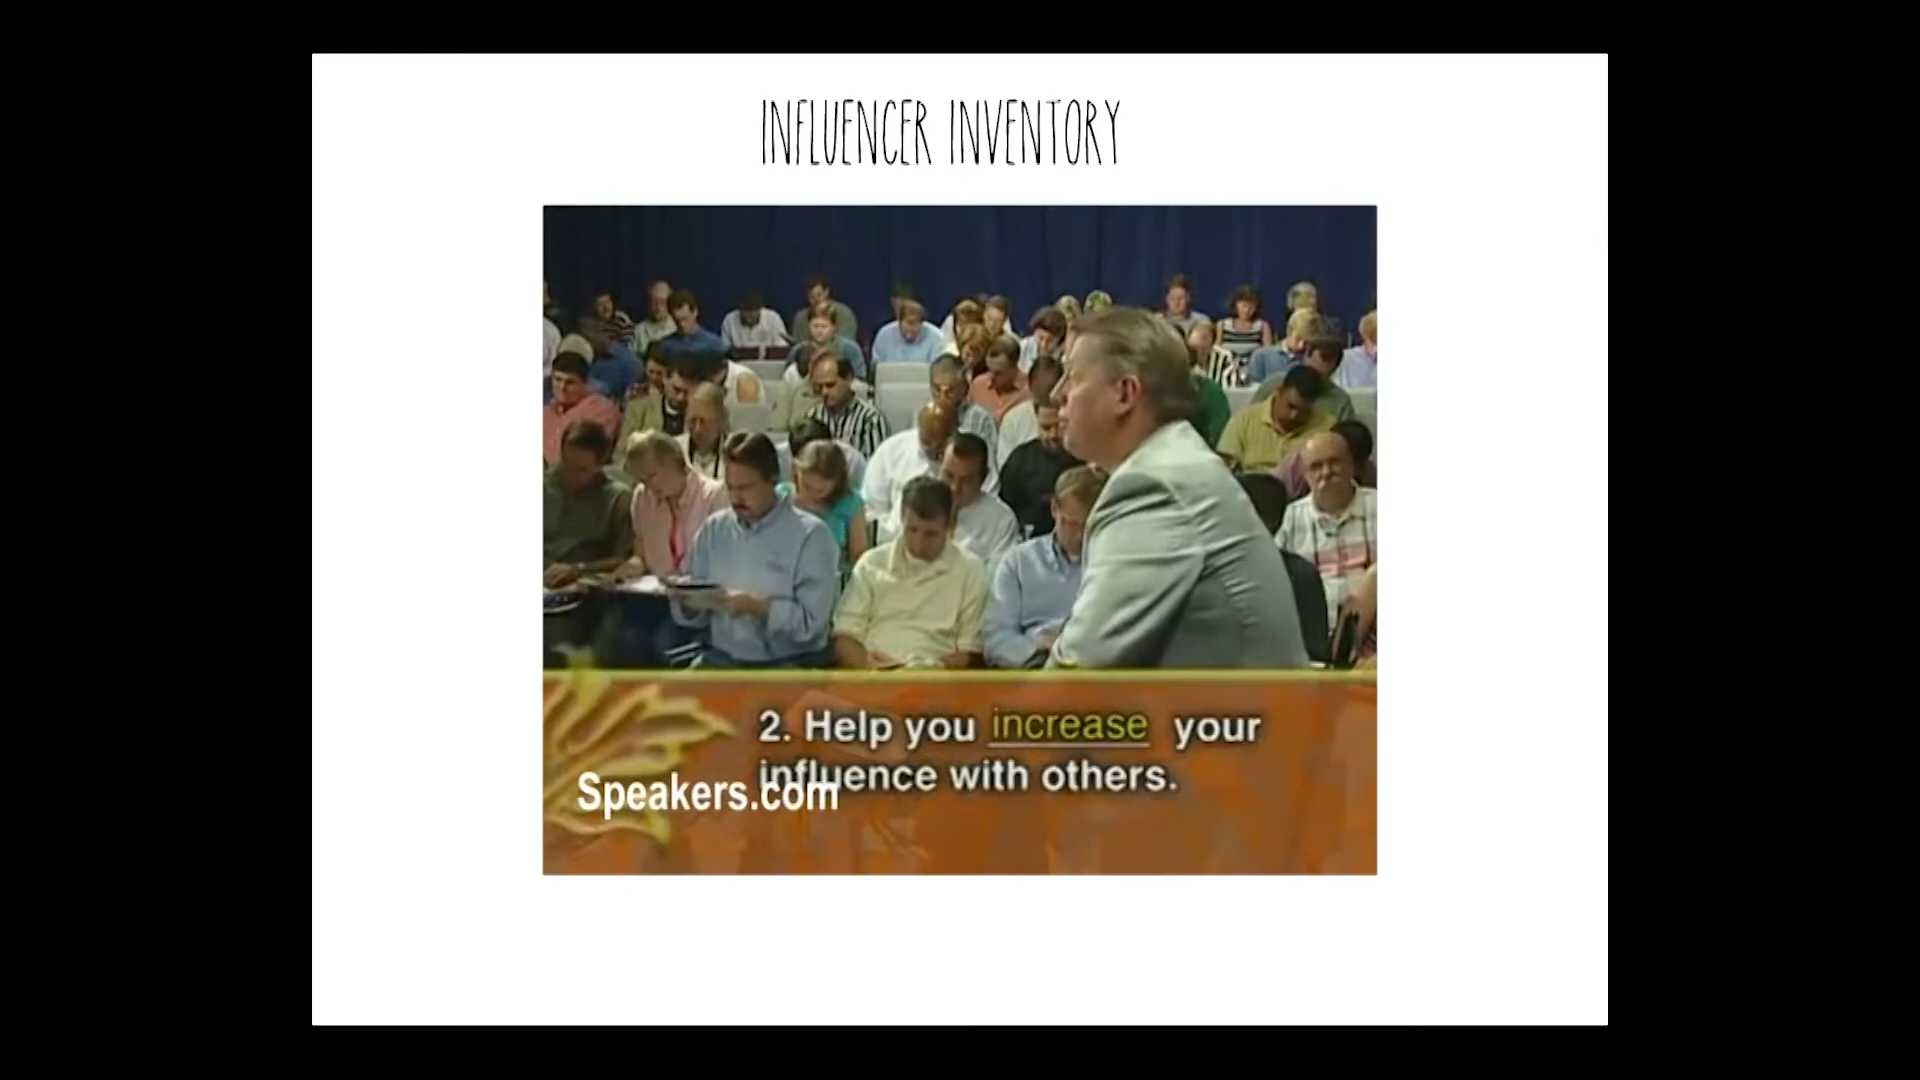 INFLUENCER INVENTORY
2. Help you increase your
influence with others.
Speakers.com